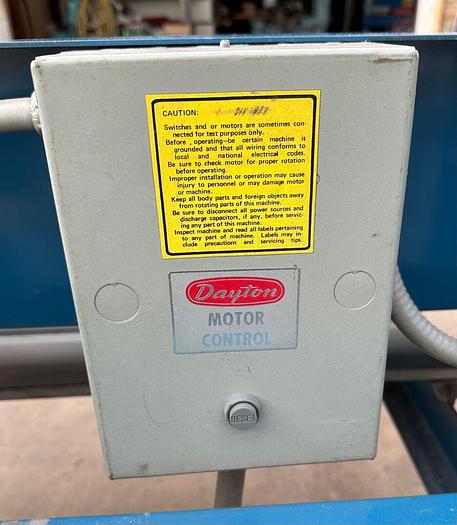 CAUTION:
Switches and or motors are sometimes con-
nected for test purposes only.
Before , operating—be certain machine is
grounded and that all wiring conforms to
local and national electrical codes.
Be sure to check motor for proper rotation
before operating.
Improper installation or operation may cause
injury to personnel or may damage motor
or machine.
Keep all body parts and foreign objects away
from rotating parts of this machine.
Be sure to disconnect all power sources and
discharge capacitors, if any, before servic-
ing any part of this machine.
Inspect machine and read all labels pertaining
to any part of machine. Labels may in-
clude precautions and servicing tips.
Dayton
MOTOR
CONTROL
RESET